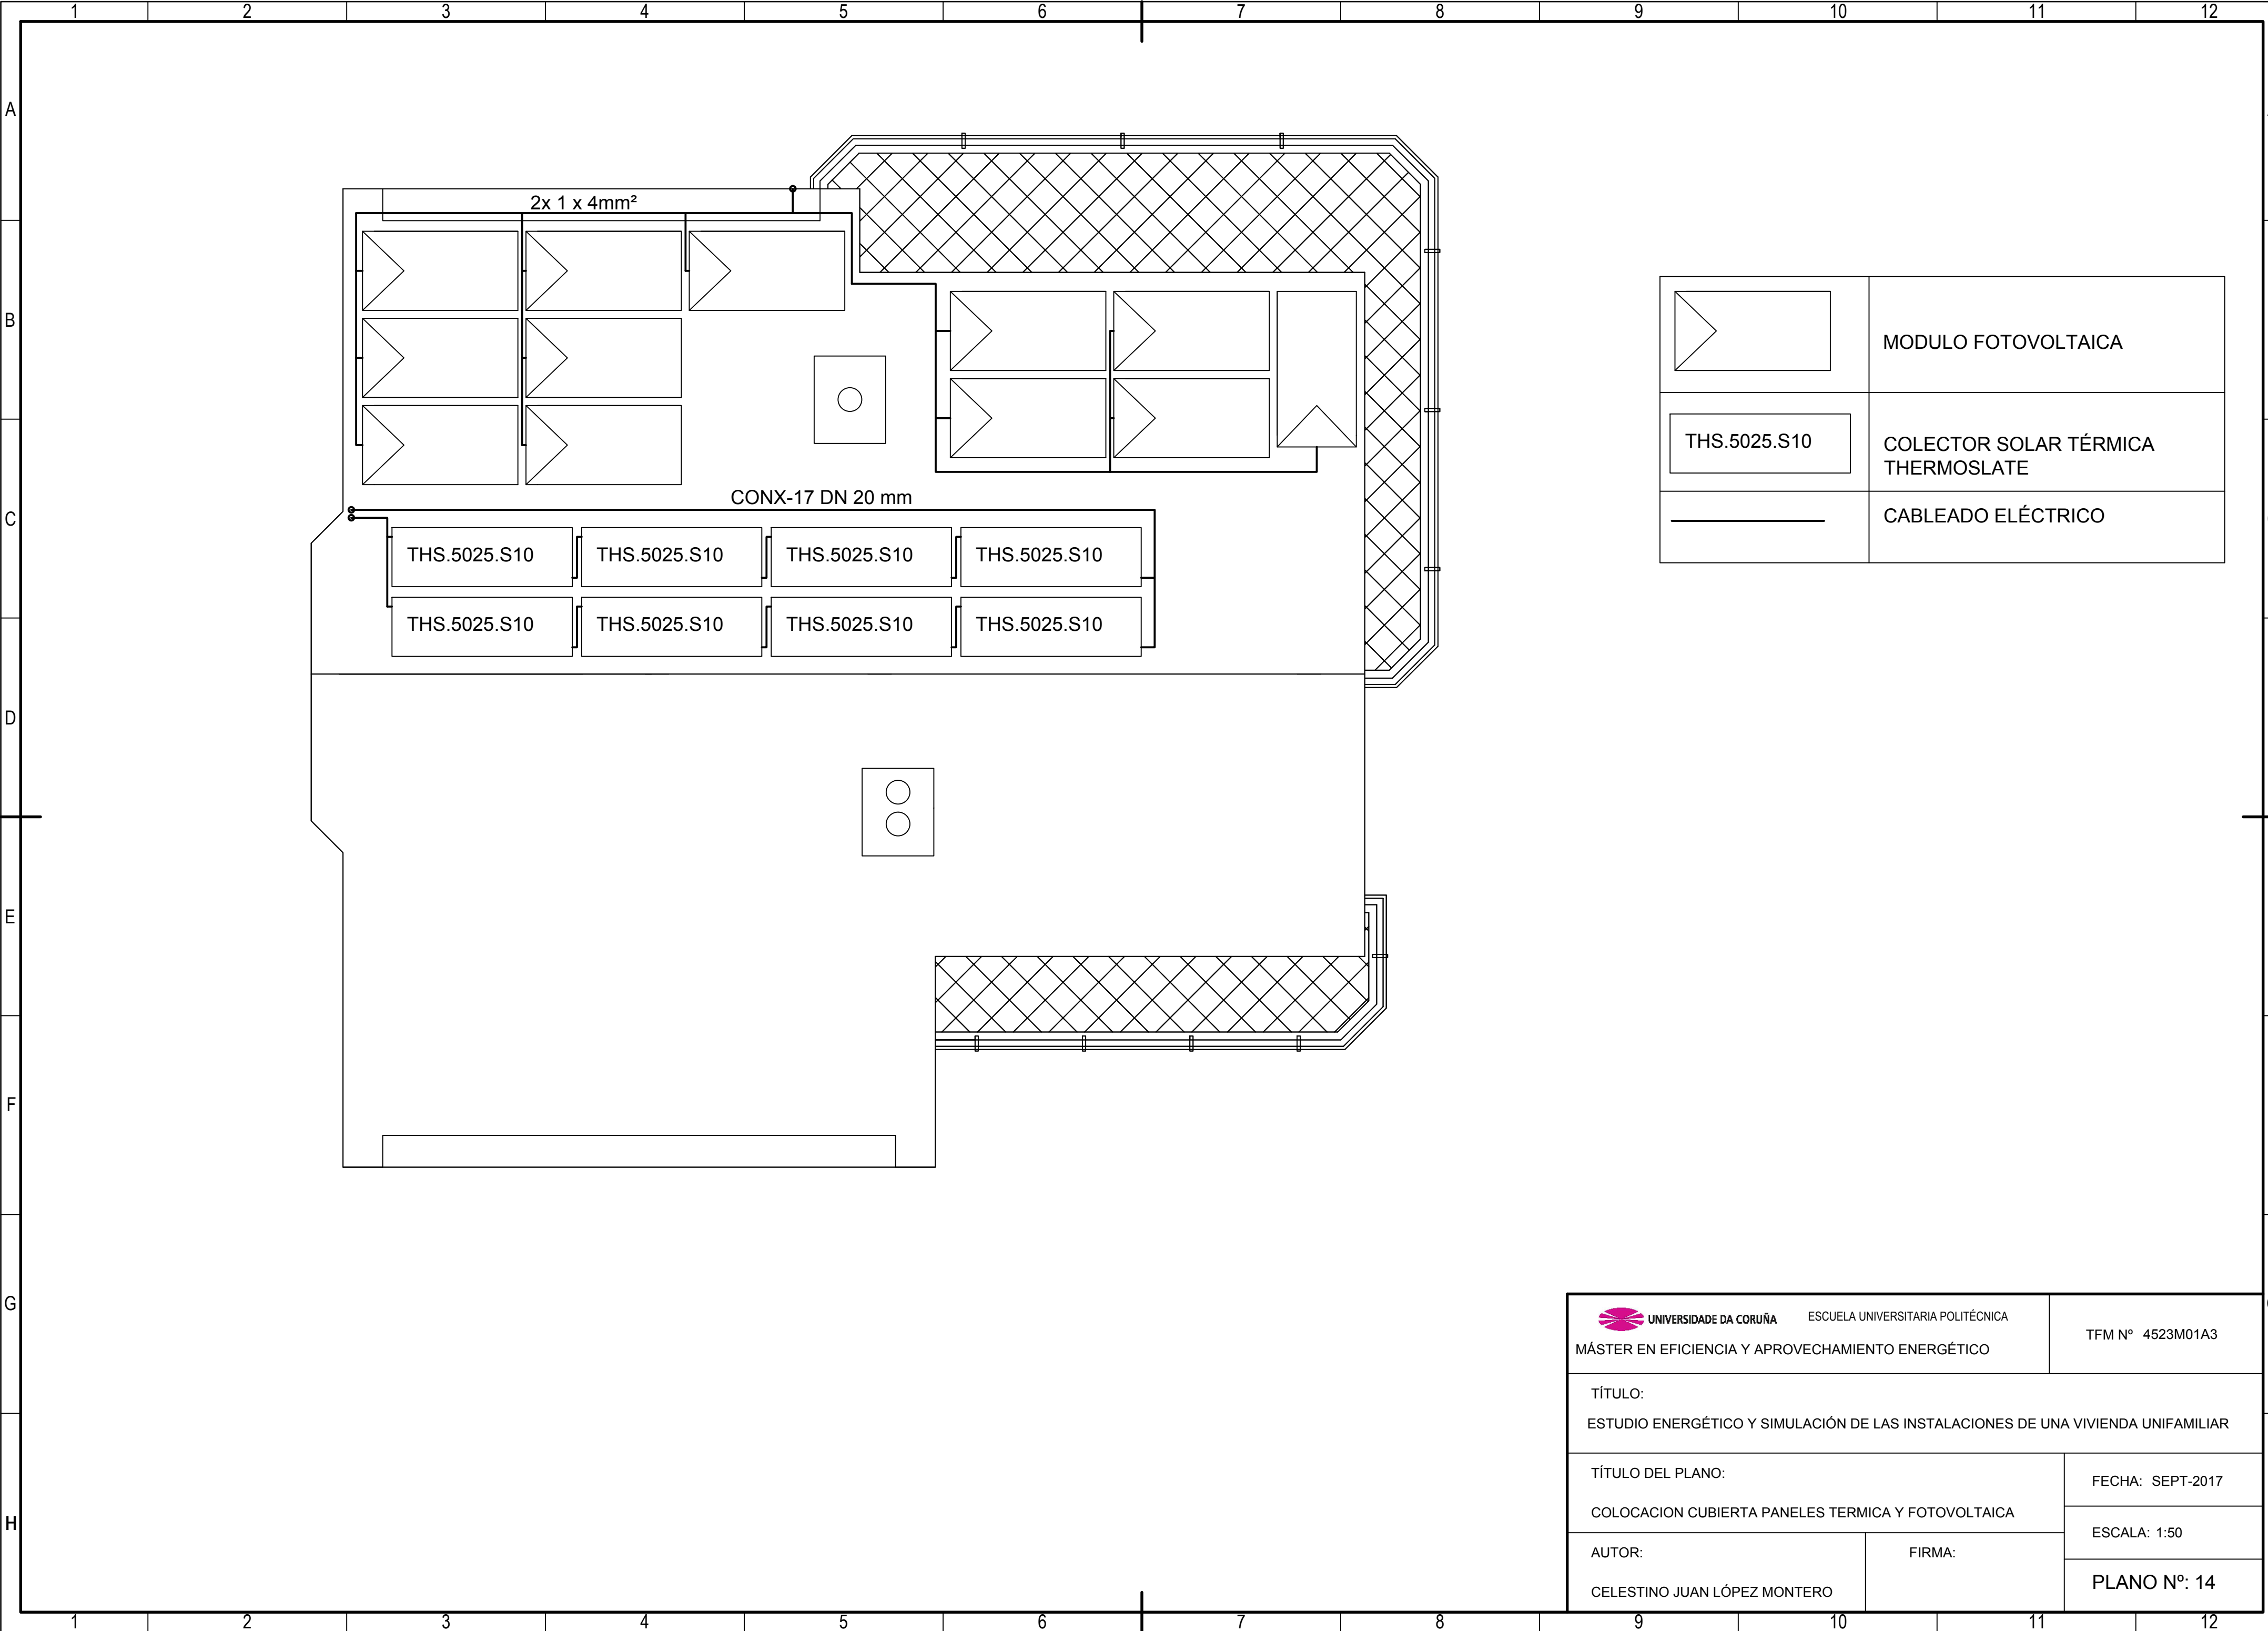 1 2 3 4 5 6 7 8 9 10 11 12
A
B
C
D
E
F
G
H
2x 1 x 4mm²
CONX-17 DN 20 mm
THS.5025.S10 THS.5025.S10 THS.5025.S10 THS.5025.S10
THS.5025.S10 THS.5025.S10 THS.5025.S10 THS.5025.S10
MODULO FOTOVOLTAICA
THS.5025.S10
COLECTOR SOLAR TÉRMICA
THERMOSLATE
CABLEADO ELÉCTRICO
UNIVERSIDADE DA CORUÑA ESCUELA UNIVERSITARIA POLITÉCNICA
MÁSTER EN EFICIENCIA Y APROVECHAMIENTO ENERGÉTICO
TFM Nº 4523M01A3
TÍTULO:
ESTUDIO ENERGÉTICO Y SIMULACIÓN DE LAS INSTALACIONES DE UNA VIVIENDA UNIFAMILIAR
TÍTULO DEL PLANO:
COLOCACION CUBIERTA PANELES TERMICA Y FOTOVOLTAICA
FECHA: SEPT-2017
ESCALA: 1:50
AUTOR:
CELESTINO JUAN LÓPEZ MONTERO
FIRMA:
PLANO Nº: 14
1 2 3 4 5 6 7 8 9 10 11 12